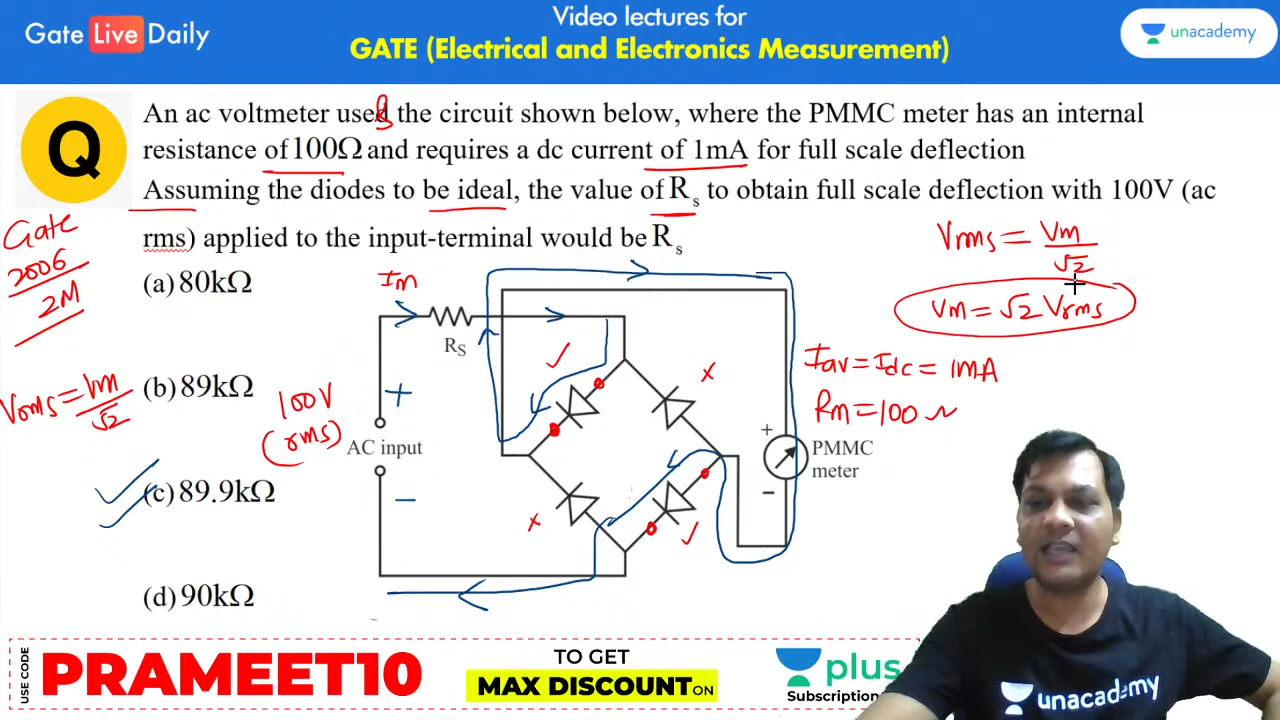 Gate Live Daily
Video lectures for
GATE (Electrical and Electronics Measurement)
unacademy
Q
An ac voltmeter uses the circuit shown below, where the PMMC meter has an internal
resistance of 100Ω and requires a dc current of 1mA for full scale deflection
Assuming the diodes to be ideal, the value of Rs to obtain full scale deflection with 100V (ac
rms) applied to the input-terminal would be Rs
Gate
2006
2M
(a) 80kΩ
(b) 89kΩ
(c) 89.9kΩ
(d) 90kΩ
Vrms = Vm/√2
Im
RS
100V
(rms)
+
AC input
−
+
PMMC
meter
−
Vrms = Vm/√2
Vm = √2 Vrms
Iav = Idc = 1mA
Rm = 100 Ω
USE CODE
PRAMEET10
TO GET
MAX DISCOUNT ON
plus
Subscription
unacademy